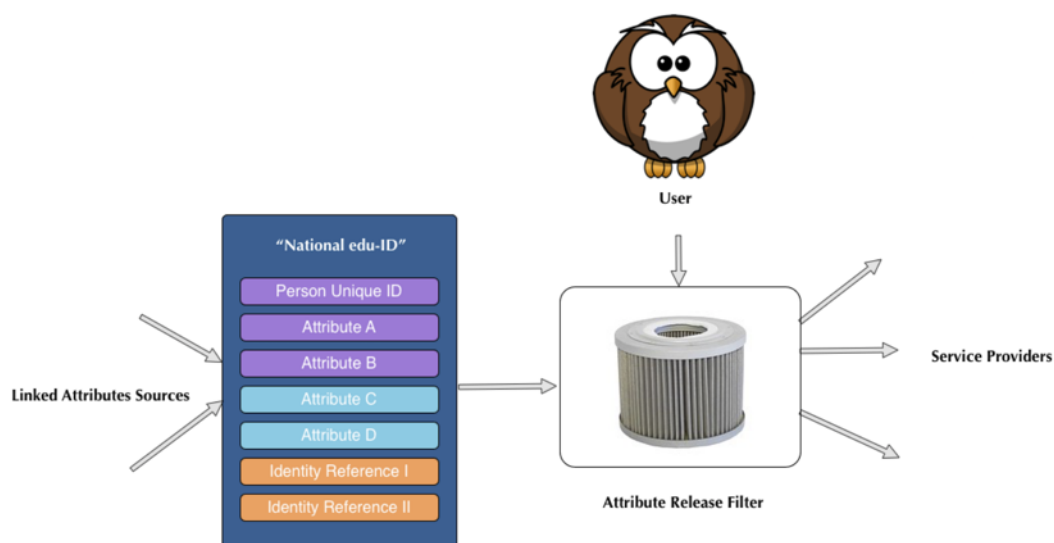 User
“National edu-ID”
Person Unique ID
Attribute A
Attribute B
Linked Attributes Sources
Attribute C
Attribute D
Identity Reference I
Identity Reference II
Service Providers
Attribute Release Filter